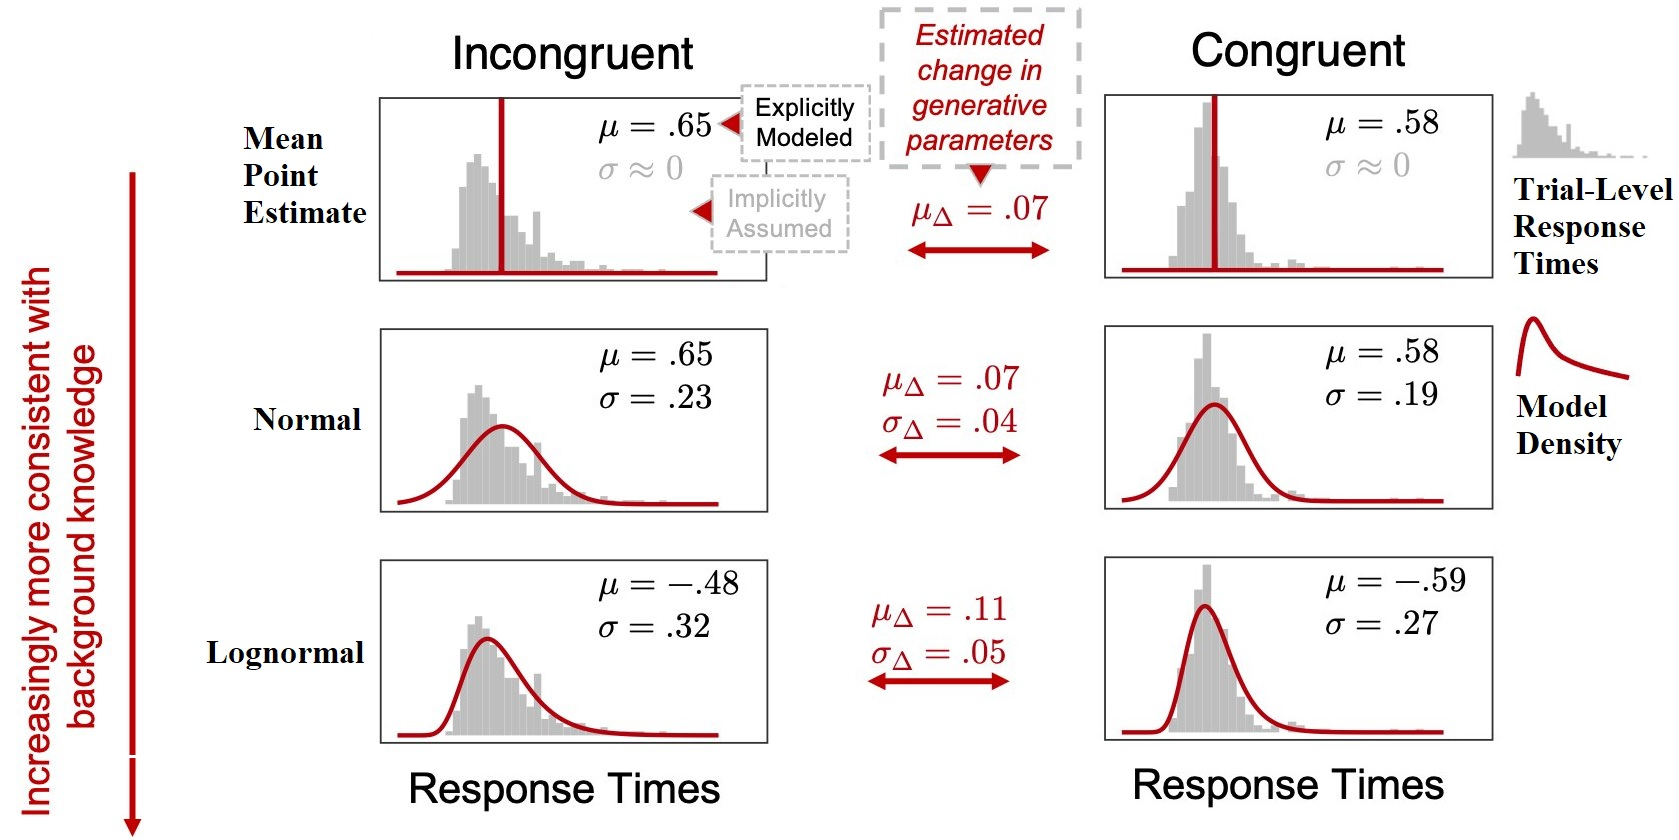 Incongruent
Estimated
change in
generative
parameters
Congruent
Mean
Point
Estimate
μ = .65
σ ≈ 0
Explicitly
Modeled
Implicitly
Assumed
μΔ = .07
μ = .58
σ ≈ 0
Trial-Level
Response
Times
Increasingly more consistent with
background knowledge
Normal
μ = .65
σ = .23
μΔ = .07
σΔ = .04
μ = .58
σ = .19
Model
Density
Lognormal
μ = −.48
σ = .32
μΔ = .11
σΔ = .05
μ = −.59
σ = .27
Response Times
Response Times